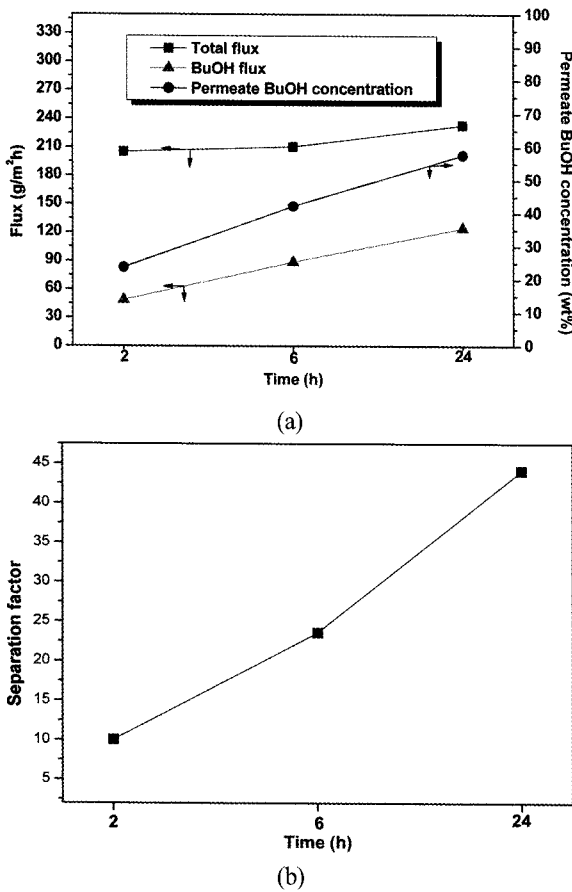 Total flux
BuOH flux
Permeate BuOH concentration
330
300
270
240
210
180
150
120
90
60
30
0
Flux (g/m²h)
100
90
80
70
60
50
40
30
20
10
0
Permeate BuOH concentration (wt%)
2 6 24
Time (h)
(a)
45
40
35
30
25
20
15
10
5
Separation factor
2 6 24
Time (h)
(b)